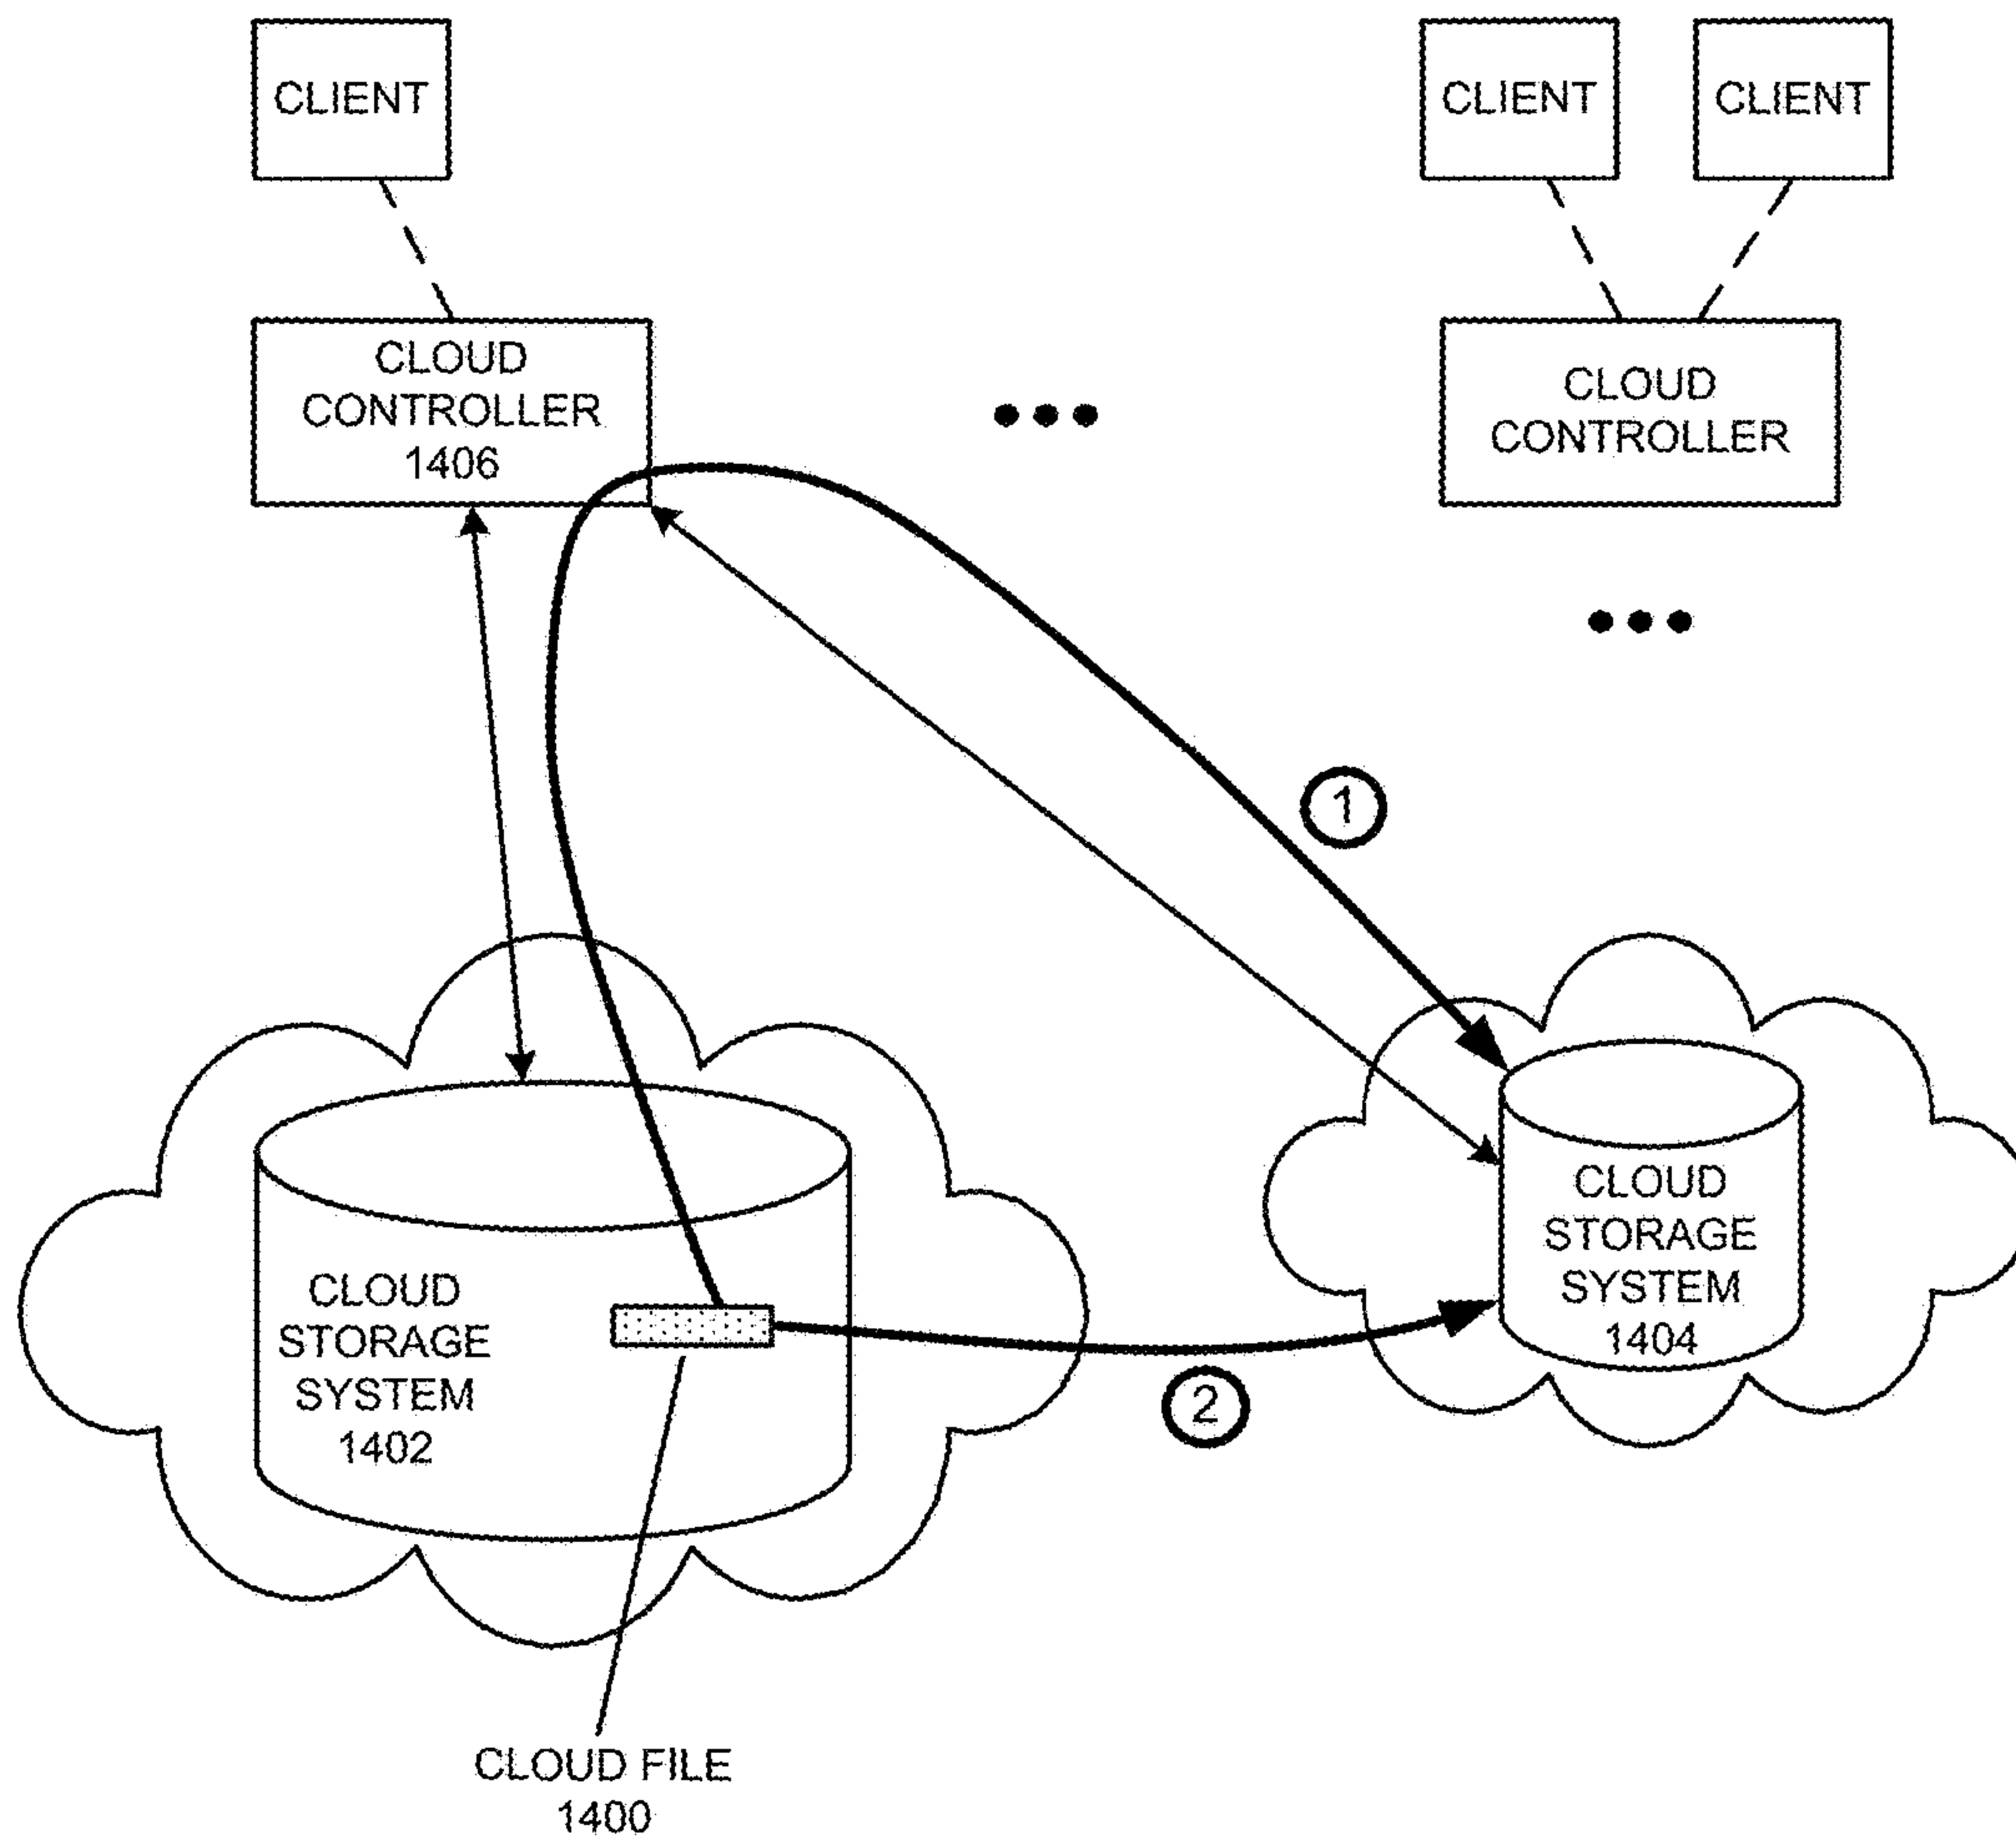 CLIENT
CLIENT
CLIENT
CLOUD
CONTROLLER
1406
CLOUD
CONTROLLER
1
CLOUD
STORAGE
SYSTEM
1404
CLOUD
STORAGE
SYSTEM
1402
2
CLOUD FILE
1400